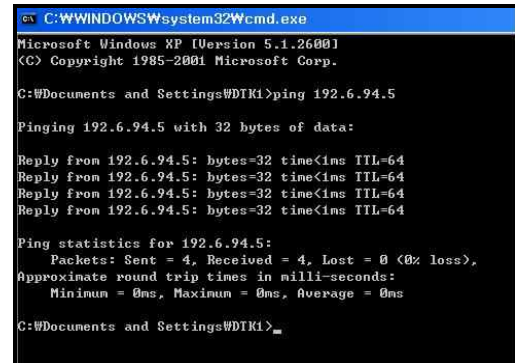 C:₩WINDOWS₩system32₩cmd.exe
Microsoft Windows XP [Version 5.1.2600]
(C) Copyright 1985-2001 Microsoft Corp.
C:₩Documents and Settings₩DTK1>ping 192.6.94.5
Pinging 192.6.94.5 with 32 bytes of data:
Reply from 192.6.94.5: bytes=32 time<1ms TTL=64
Reply from 192.6.94.5: bytes=32 time<1ms TTL=64
Reply from 192.6.94.5: bytes=32 time<1ms TTL=64
Reply from 192.6.94.5: bytes=32 time<1ms TTL=64
Ping statistics for 192.6.94.5:
Packets: Sent = 4, Received = 4, Lost = 0 (0% loss),
Approximate round trip times in milli-seconds:
Minimum = 0ms, Maximum = 0ms, Average = 0ms
C:₩Documents and Settings₩DTK1>_